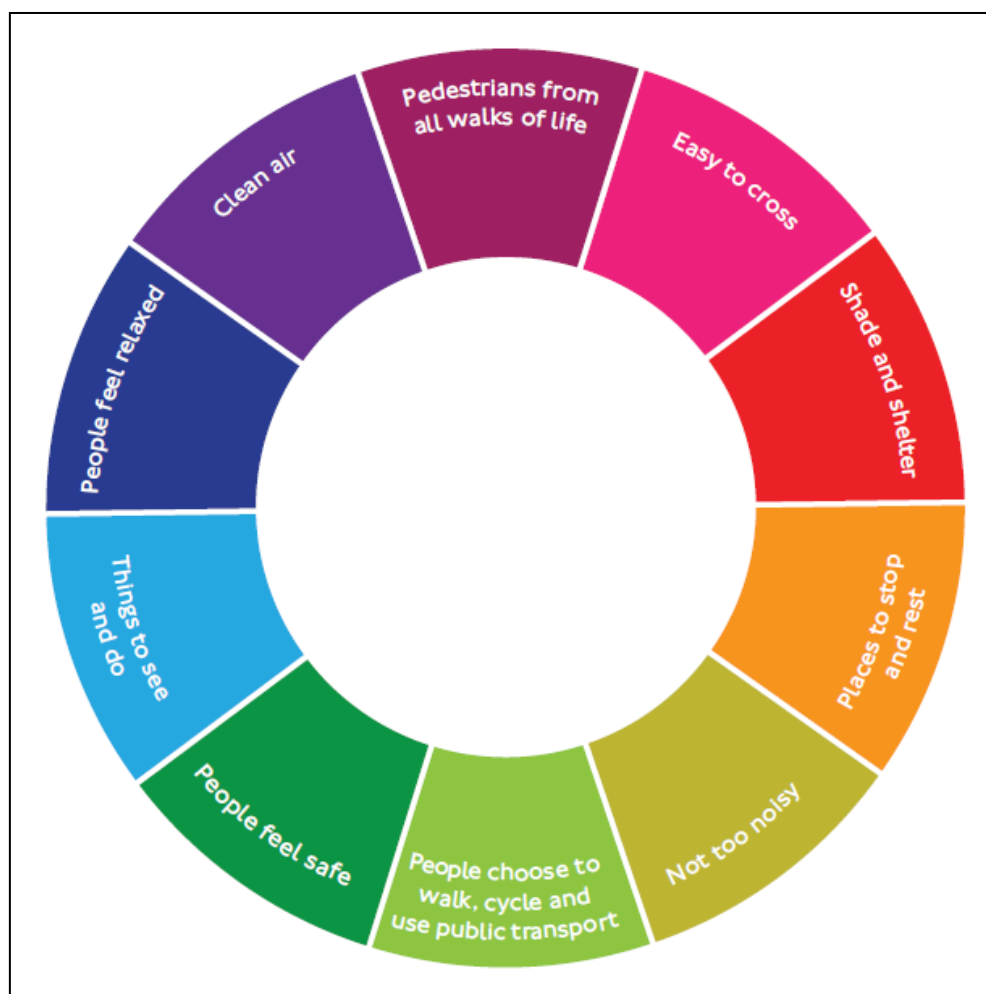 Pedestrians from
all walks of life
Easy to cross
Shade and shelter
Places to stop
and rest
Not too noisy
People choose to
walk, cycle and
use public transport
People feel safe
Things to see
and do
People feel relaxed
Clean air